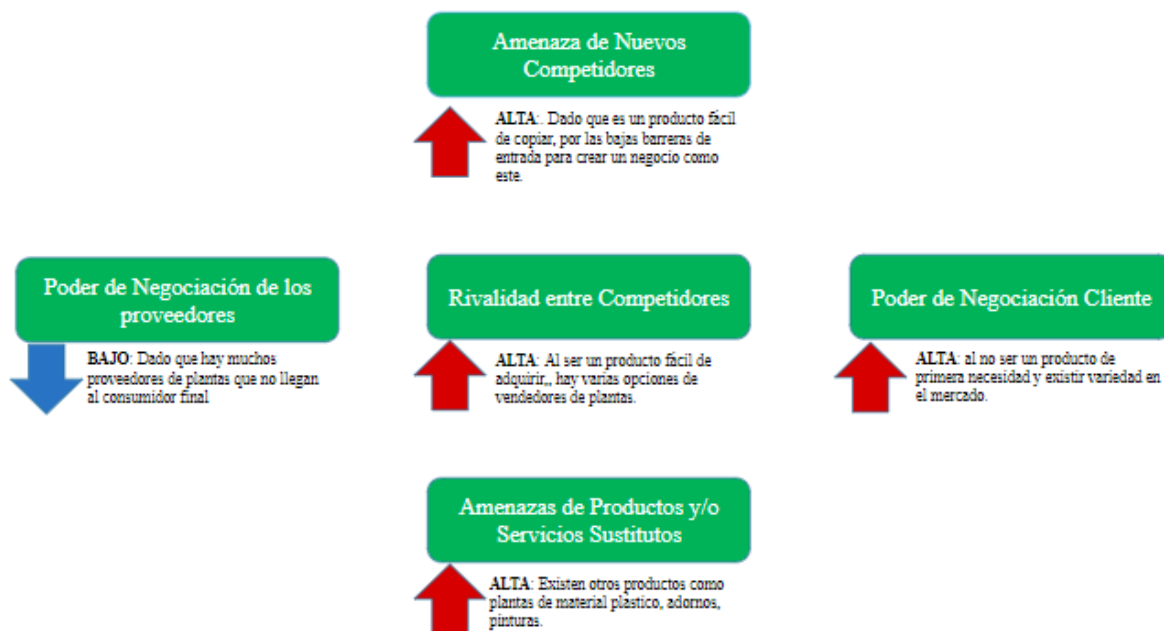 Amenaza de Nuevos
Competidores
ALTA:. Dado que es un producto fácil
de copiar, por las bajas barreras de
entrada para crear un negocio como
este.
Poder de Negociación de los
proveedores
BAJO: Dado que hay muchos
proveedores de plantas que no llegan
al consumidor final
Rivalidad entre Competidores
ALTA: Al ser un producto fácil de
adquirir,, hay varias opciones de
vendedores de plantas.
Poder de Negociación Cliente
ALTA: al no ser un producto de
primera necesidad y existir variedad en
el mercado.
Amenazas de Productos y/o
Servicios Sustitutos
ALTA: Existen otros productos como
plantas de material plástico, adornos,
pinturas.